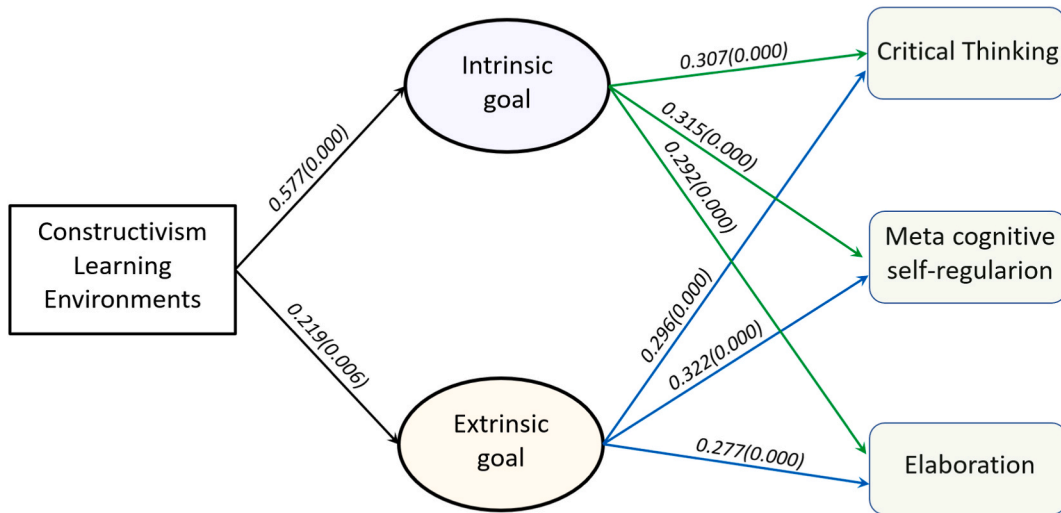 Constructivism
Learning
Environments
0.577(0.000)
0.219(0.006)
Intrinsic
goal
Extrinsic
goal
0.307(0.000)
0.315(0.000)
0.292(0.000)
0.296(0.000)
0.322(0.000)
0.277(0.000)
Critical Thinking
Meta cognitive
self-regularion
Elaboration